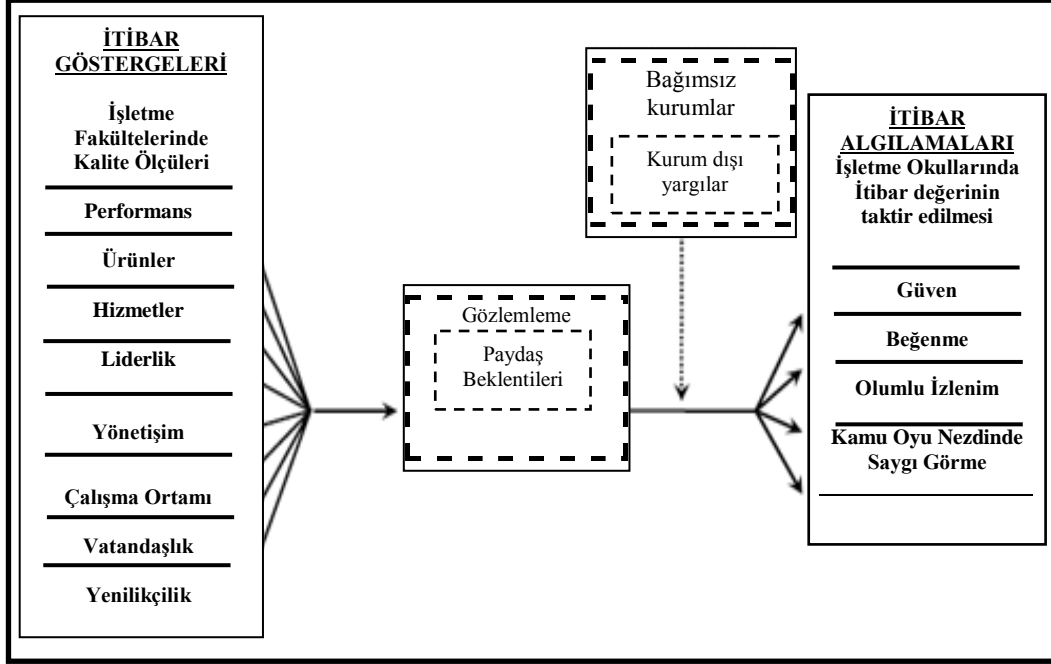 İTİBAR
GÖSTERGELERİ
İşletme
Fakültelerinde
Kalite Ölçüleri
Performans
Ürünler
Hizmetler
Liderlik
Yönetişim
Çalışma Ortamı
Vatandaşlık
Yenilikçilik
Gözlemleme
Paydaş
Beklentileri
Bağımsız
kurumlar
Kurum dışı
yargılar
İTİBAR
ALGILAMALARI
İşletme Okullarında
İtibar değerinin
taktir edilmesi
Güven
Beğenme
Olumlu İzlenim
Kamu Oyu Nezdinde
Saygı Görme